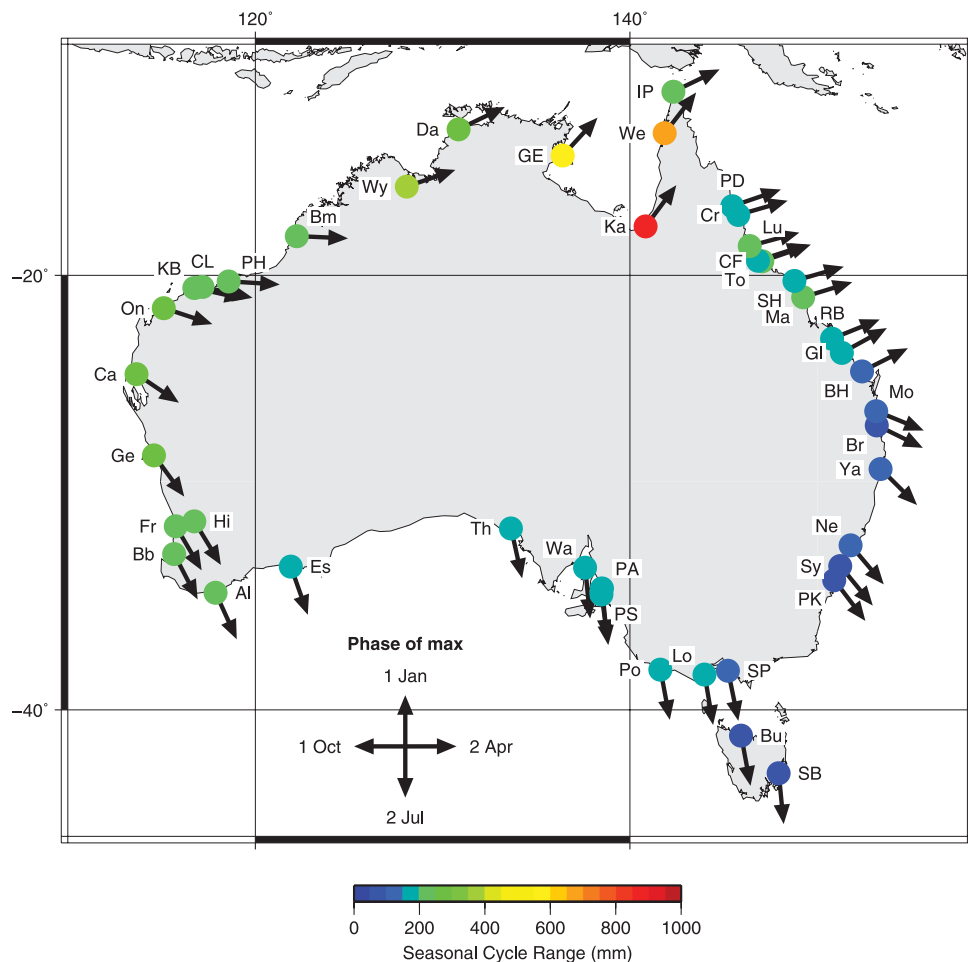 120° 140°
IP
Da We
GE
Wy PD
Cr
Bm Ka Lu
CL PH CF
KB To
−20° −20°
On SH
Ma RB
GI
Ca BH
Mo
Br
Ge Ya
Hi
Fr Th Ne
Bb Wa
Es PA Sy
Al PS PK
Phase of max
Po Lo SP
1 Jan
−40° −40°
1 Oct 2 Apr Bu
SB
2 Jul
0 200 400 600 800 1000
Seasonal Cycle Range (mm)